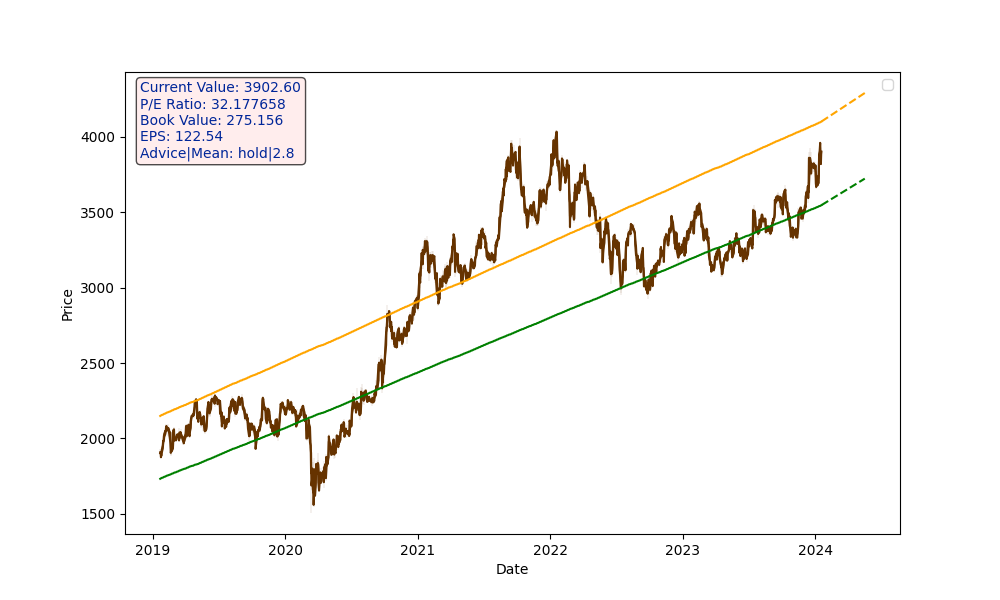 Current Value: 3902.60
P/E Ratio: 32.177658
Book Value: 275.156
EPS: 122.54
Advice|Mean: hold|2.8
Price
4000
3500
3000
2500
2000
1500
2019 2020 2021 2022 2023 2024
Date